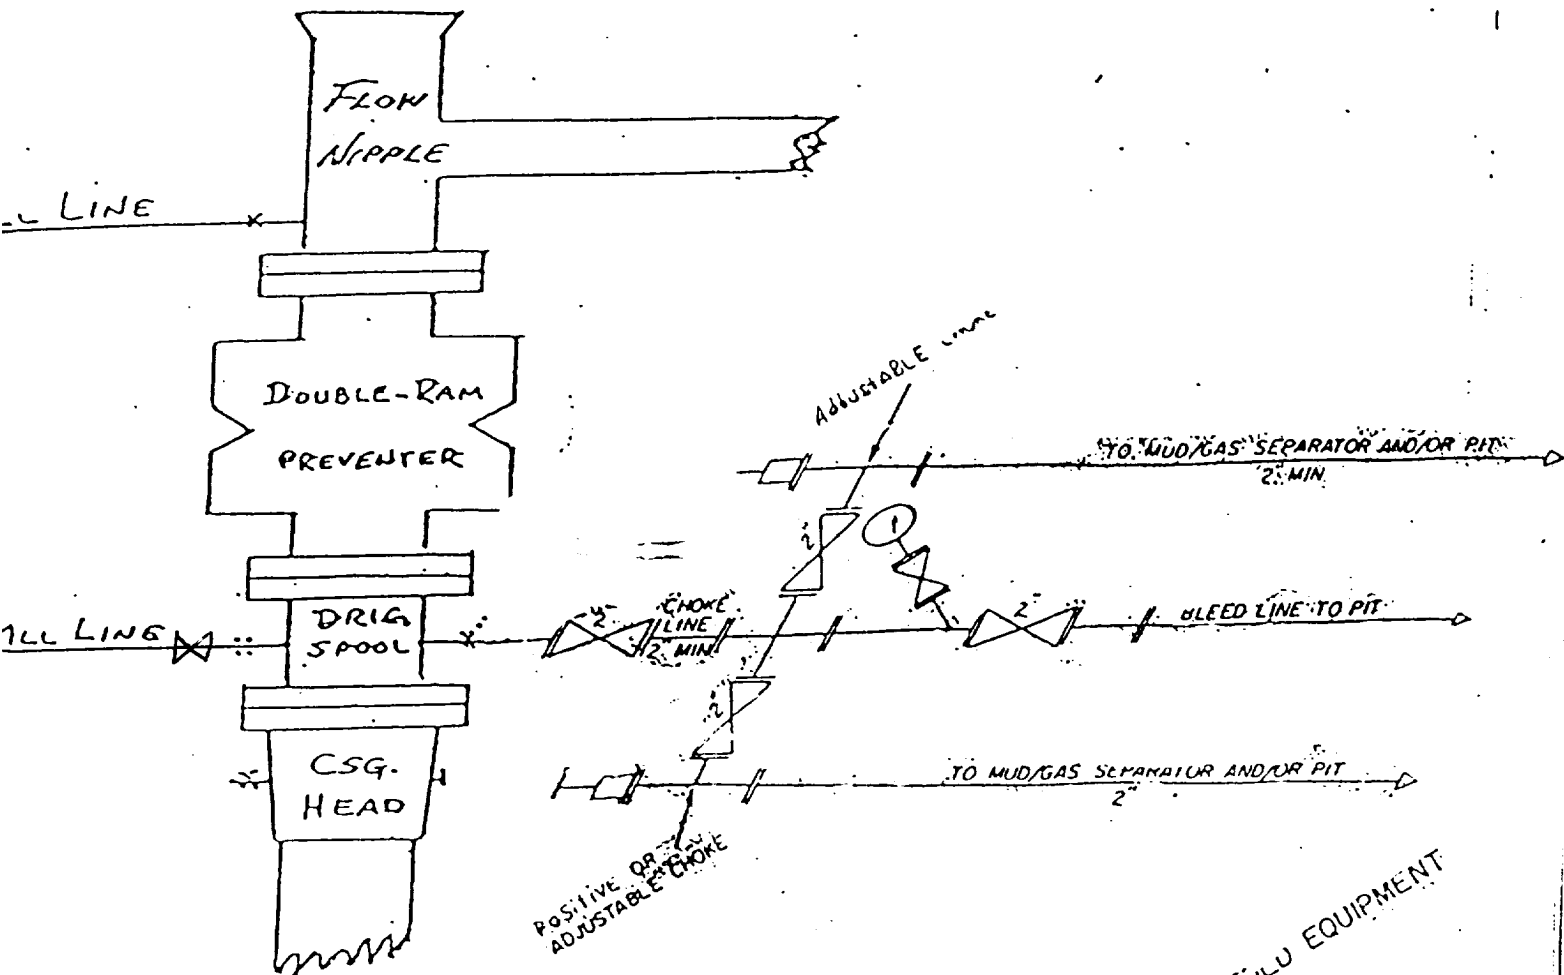 FLOW
NIPPLE
LINE
DOUBLE-RAM
PREVENTER
ADJUSTABLE
TO MUD/GAS SEPARATOR AND/OR PIT
2" MIN
2"
DRLG
SPOOL
LINE
CHOKE
LINE
2" MIN
2"
BLEED LINE TO PIT
2"
CSG.
HEAD
TO MUD/GAS SEPARATOR AND/OR PIT
2"
POSITIVE OR
ADJUSTABLE CHOKE
EQUIPMENT